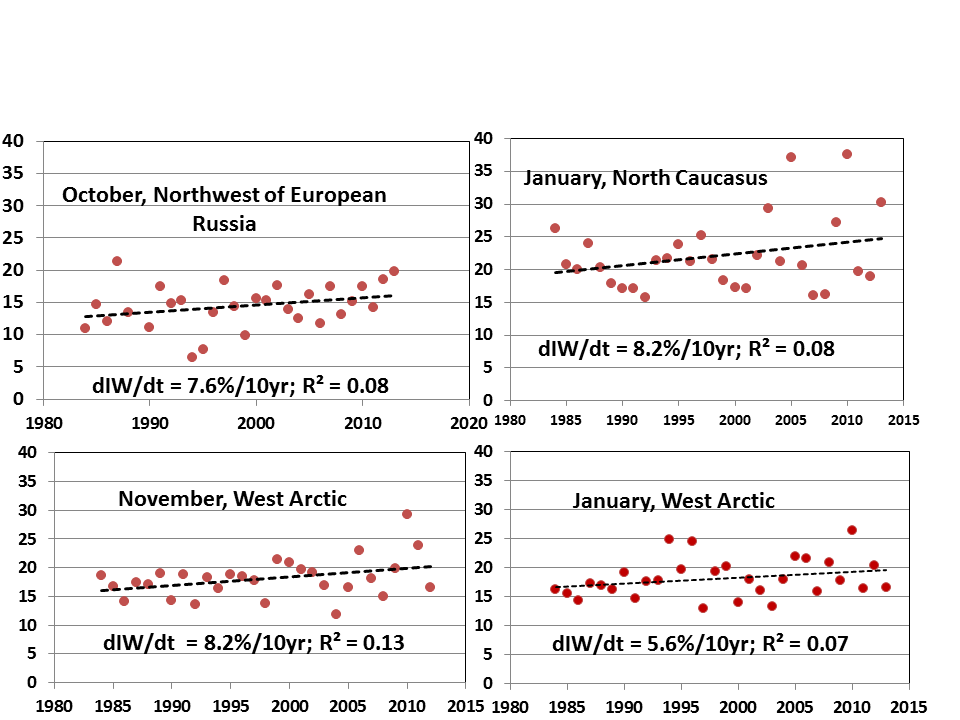 40
35
30
25
20
15
10
5
0
October, Northwest of European
Russia
dIW/dt = 7.6%/10yr; R² = 0.08
1980 1990 2000 2010 2020
40
35
30
25
20
15
10
5
0
January, North Caucasus
dIW/dt = 8.2%/10yr; R² = 0.08
1980 1985 1990 1995 2000 2005 2010 2015
40
35
30
25
20
15
10
5
0
November, West Arctic
dIW/dt = 8.2%/10yr; R² = 0.13
1980 1985 1990 1995 2000 2005 2010 2015
40
35
30
25
20
15
10
5
0
January, West Arctic
dIW/dt = 5.6%/10yr; R² = 0.07
1980 1985 1990 1995 2000 2005 2010 2015